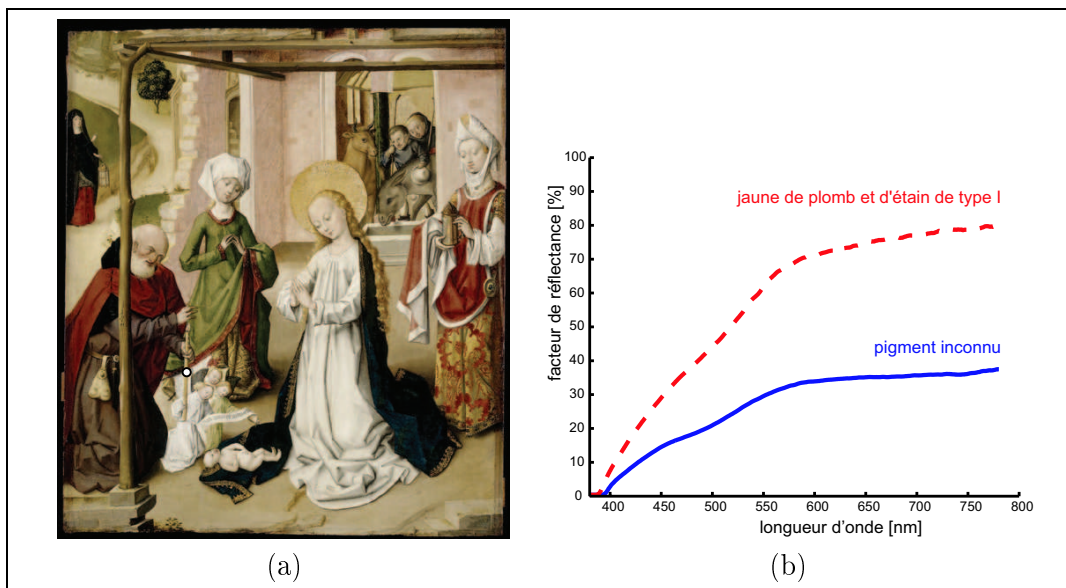 100
90
80
70
60
50
40
30
20
10
0
facteur de réflectance [%]
jaune de plomb et d'étain de type I
pigment inconnu
400 450 500 550 600 650 700 750 800
longueur d'onde [nm]
(a) (b)